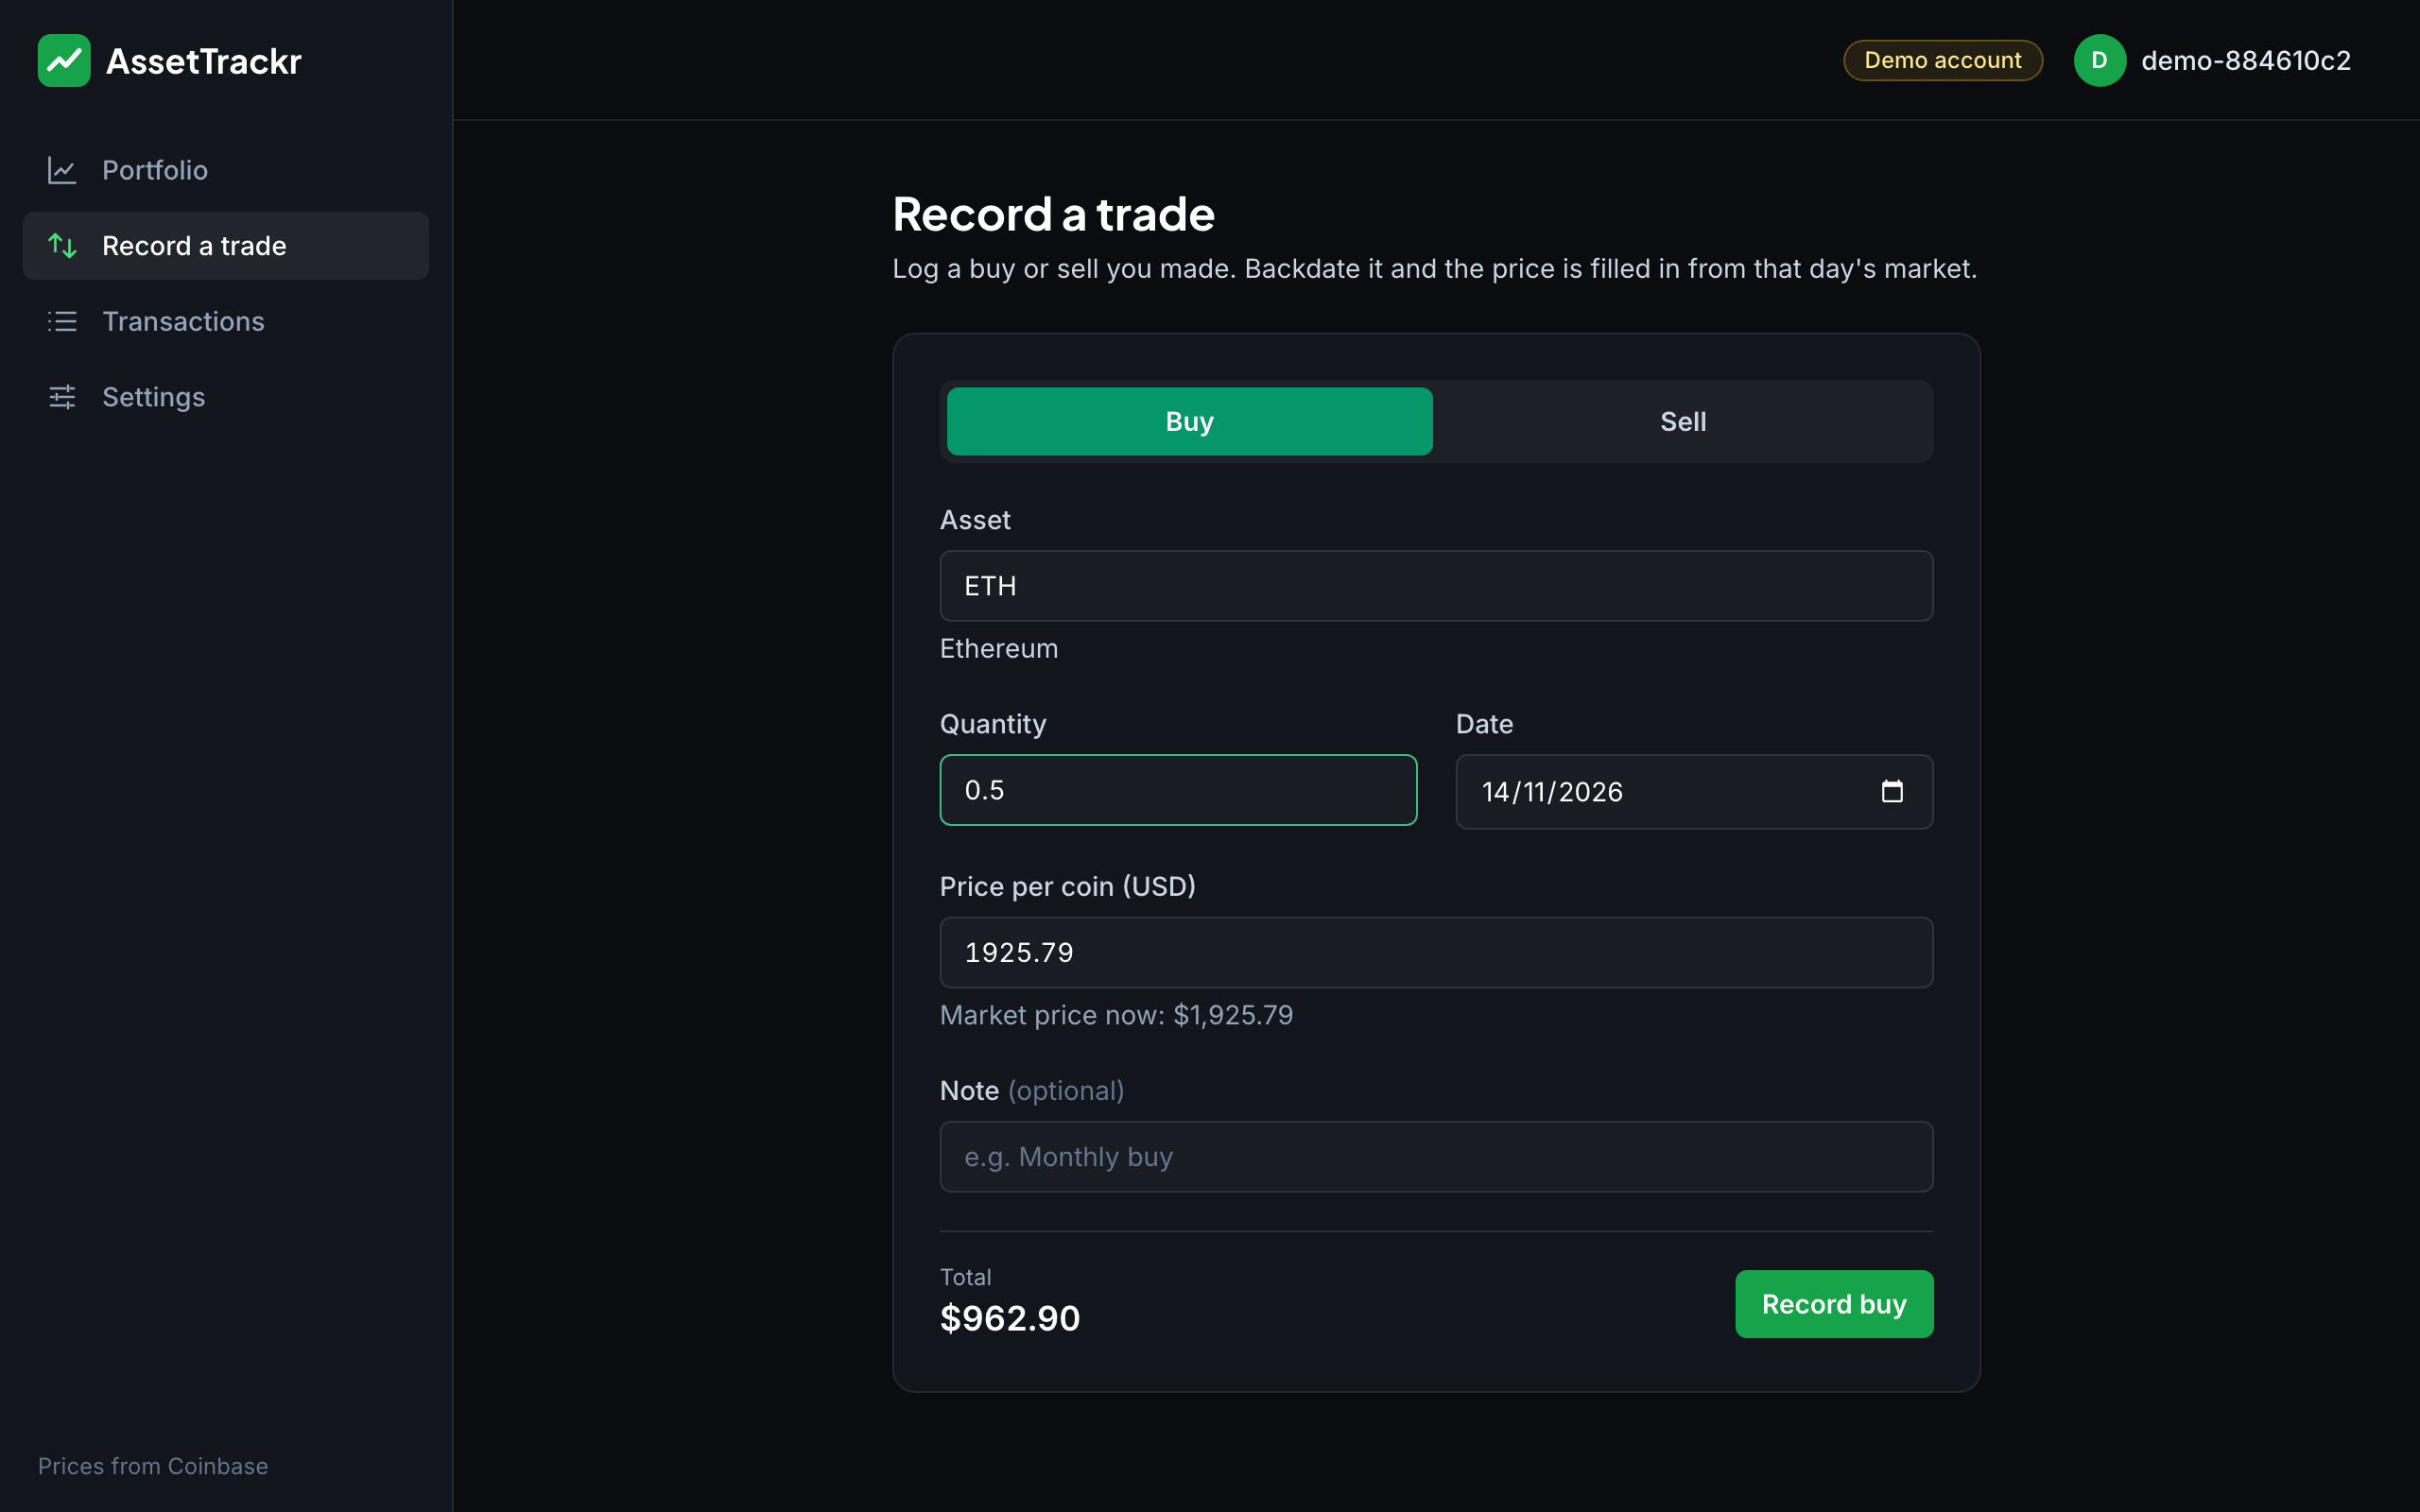 AssetTrackr
Portfolio
Record a trade
Transactions
Settings
Prices from Coinbase
Demo account
D
demo-884610c2
Record a trade
Log a buy or sell you made. Backdate it and the price is filled in from that day's market.
Buy
Sell
Asset
ETH
Ethereum
Quantity
Date
0.5
14/11/2026
Price per coin (USD)
1925.79
Market price now: $1,925.79
Note (optional)
e.g. Monthly buy
Total
$962.90
Record buy